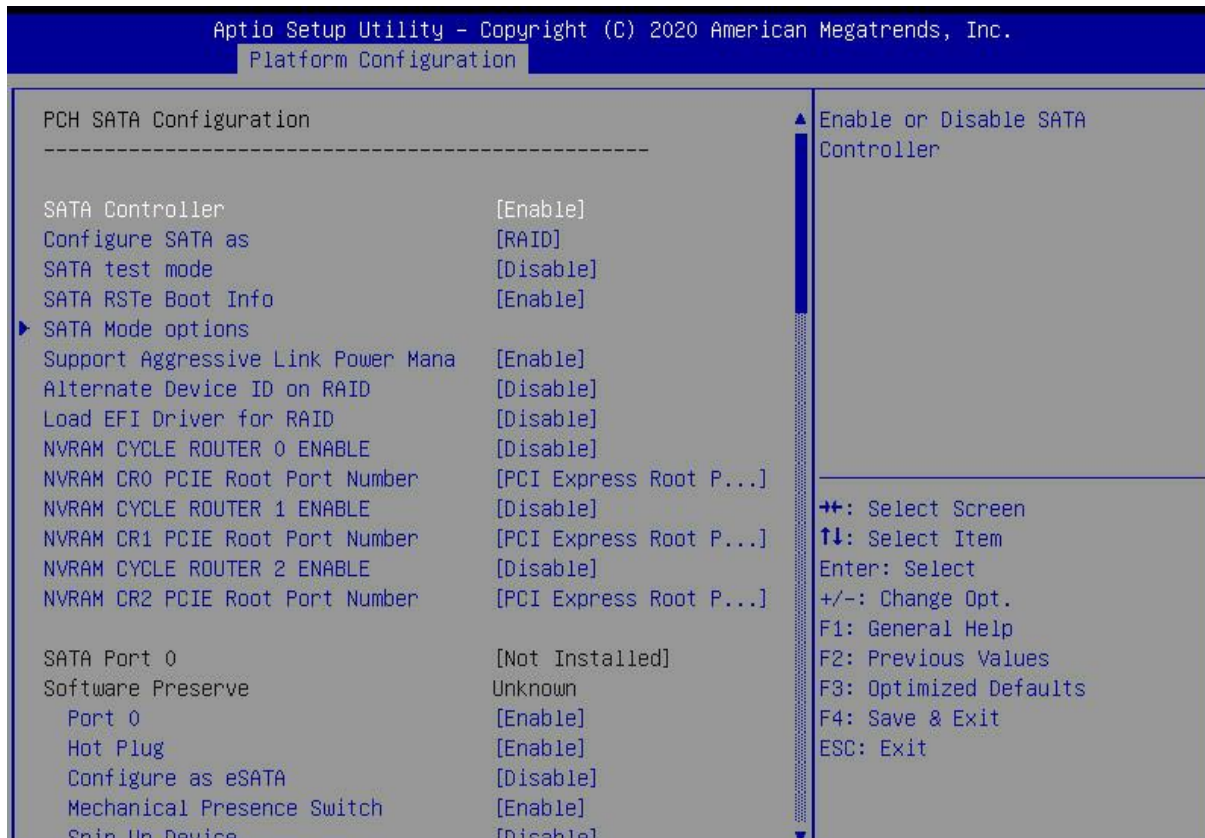 Aptio Setup Utility – Copyright (C) 2020 American Megatrends, Inc.
Platform Configuration
PCH SATA Configuration
--------------------------------------------------
SATA Controller [Enable]
Configure SATA as [RAID]
SATA test mode [Disable]
SATA RSTe Boot Info [Enable]
SATA Mode options
Support Aggressive Link Power Mana [Enable]
Alternate Device ID on RAID [Disable]
Load EFI Driver for RAID [Disable]
NVRAM CYCLE ROUTER 0 ENABLE [Disable]
NVRAM CR0 PCIE Root Port Number [PCI Express Root P...]
NVRAM CYCLE ROUTER 1 ENABLE [Disable]
NVRAM CR1 PCIE Root Port Number [PCI Express Root P...]
NVRAM CYCLE ROUTER 2 ENABLE [Disable]
NVRAM CR2 PCIE Root Port Number [PCI Express Root P...]
SATA Port 0 [Not Installed]
Software Preserve Unknown
Port 0 [Enable]
Hot Plug [Enable]
Configure as eSATA [Disable]
Mechanical Presence Switch [Enable]
Spin Up Device [Disable]
Enable or Disable SATA
Controller
→←: Select Screen
↑↓: Select Item
Enter: Select
+/-: Change Opt.
F1: General Help
F2: Previous Values
F3: Optimized Defaults
F4: Save & Exit
ESC: Exit